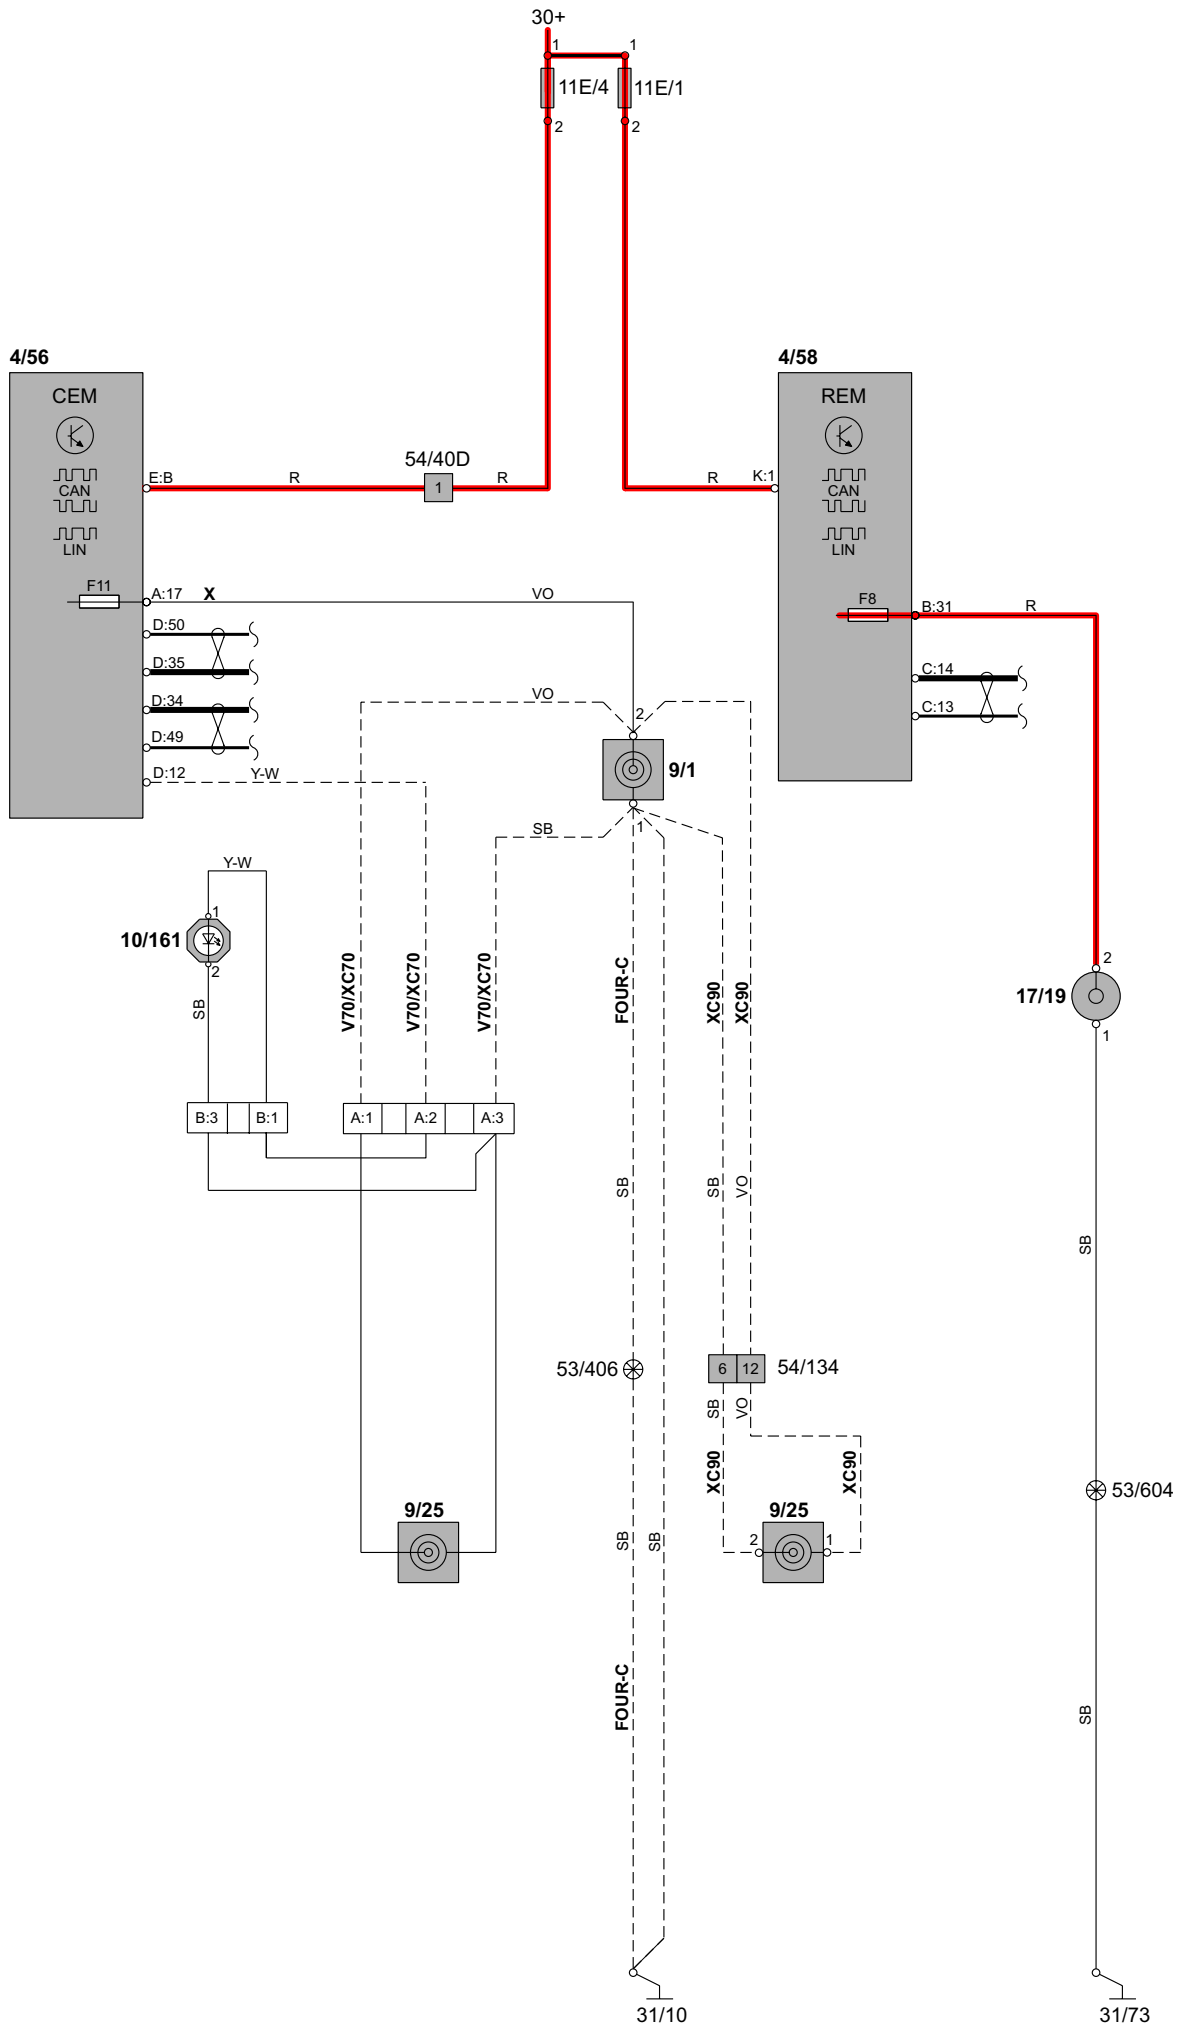 30+
1
1
11E/4
11E/1
2
2
4/56
4/58
CEM
REM
54/40D
E:B
R
1
R
R
K:1
CAN
CAN
LIN
LIN
F11
A:17
X
VO
F8
B:31
R
D:50
D:35
C:14
D:34
VO
C:13
2
D:49
9/1
D:12
Y-W
SB
1
Y-W
1
10/161
2
2
SB
V70/XC70
V70/XC70
V70/XC70
FOUR-C
XC90
XC90
17/19
1
B:3
B:1
A:1
A:2
A:3
SB
SB
VO
SB
53/406
6
12
54/134
SB
VO
XC90
XC90
53/604
9/25
9/25
SB
SB
2
1
FOUR-C
SB
31/10
31/73